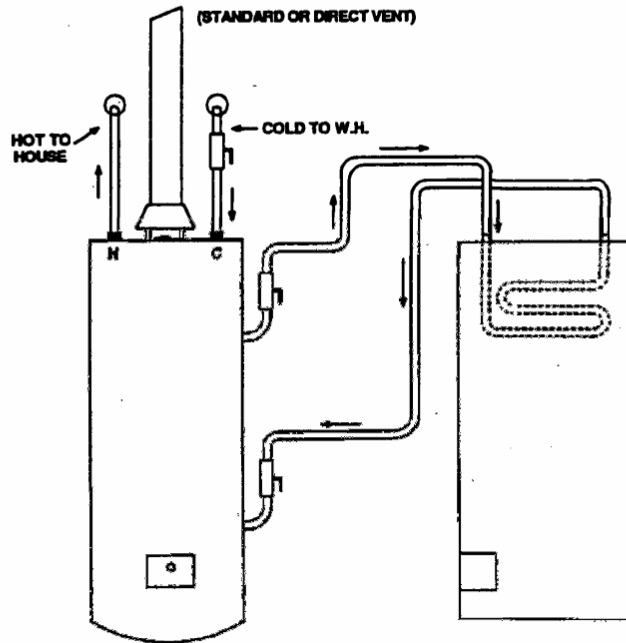 (STANDARD OR DIRECT VENT)
HOT TO
HOUSE
COLD TO W.H.
H
C